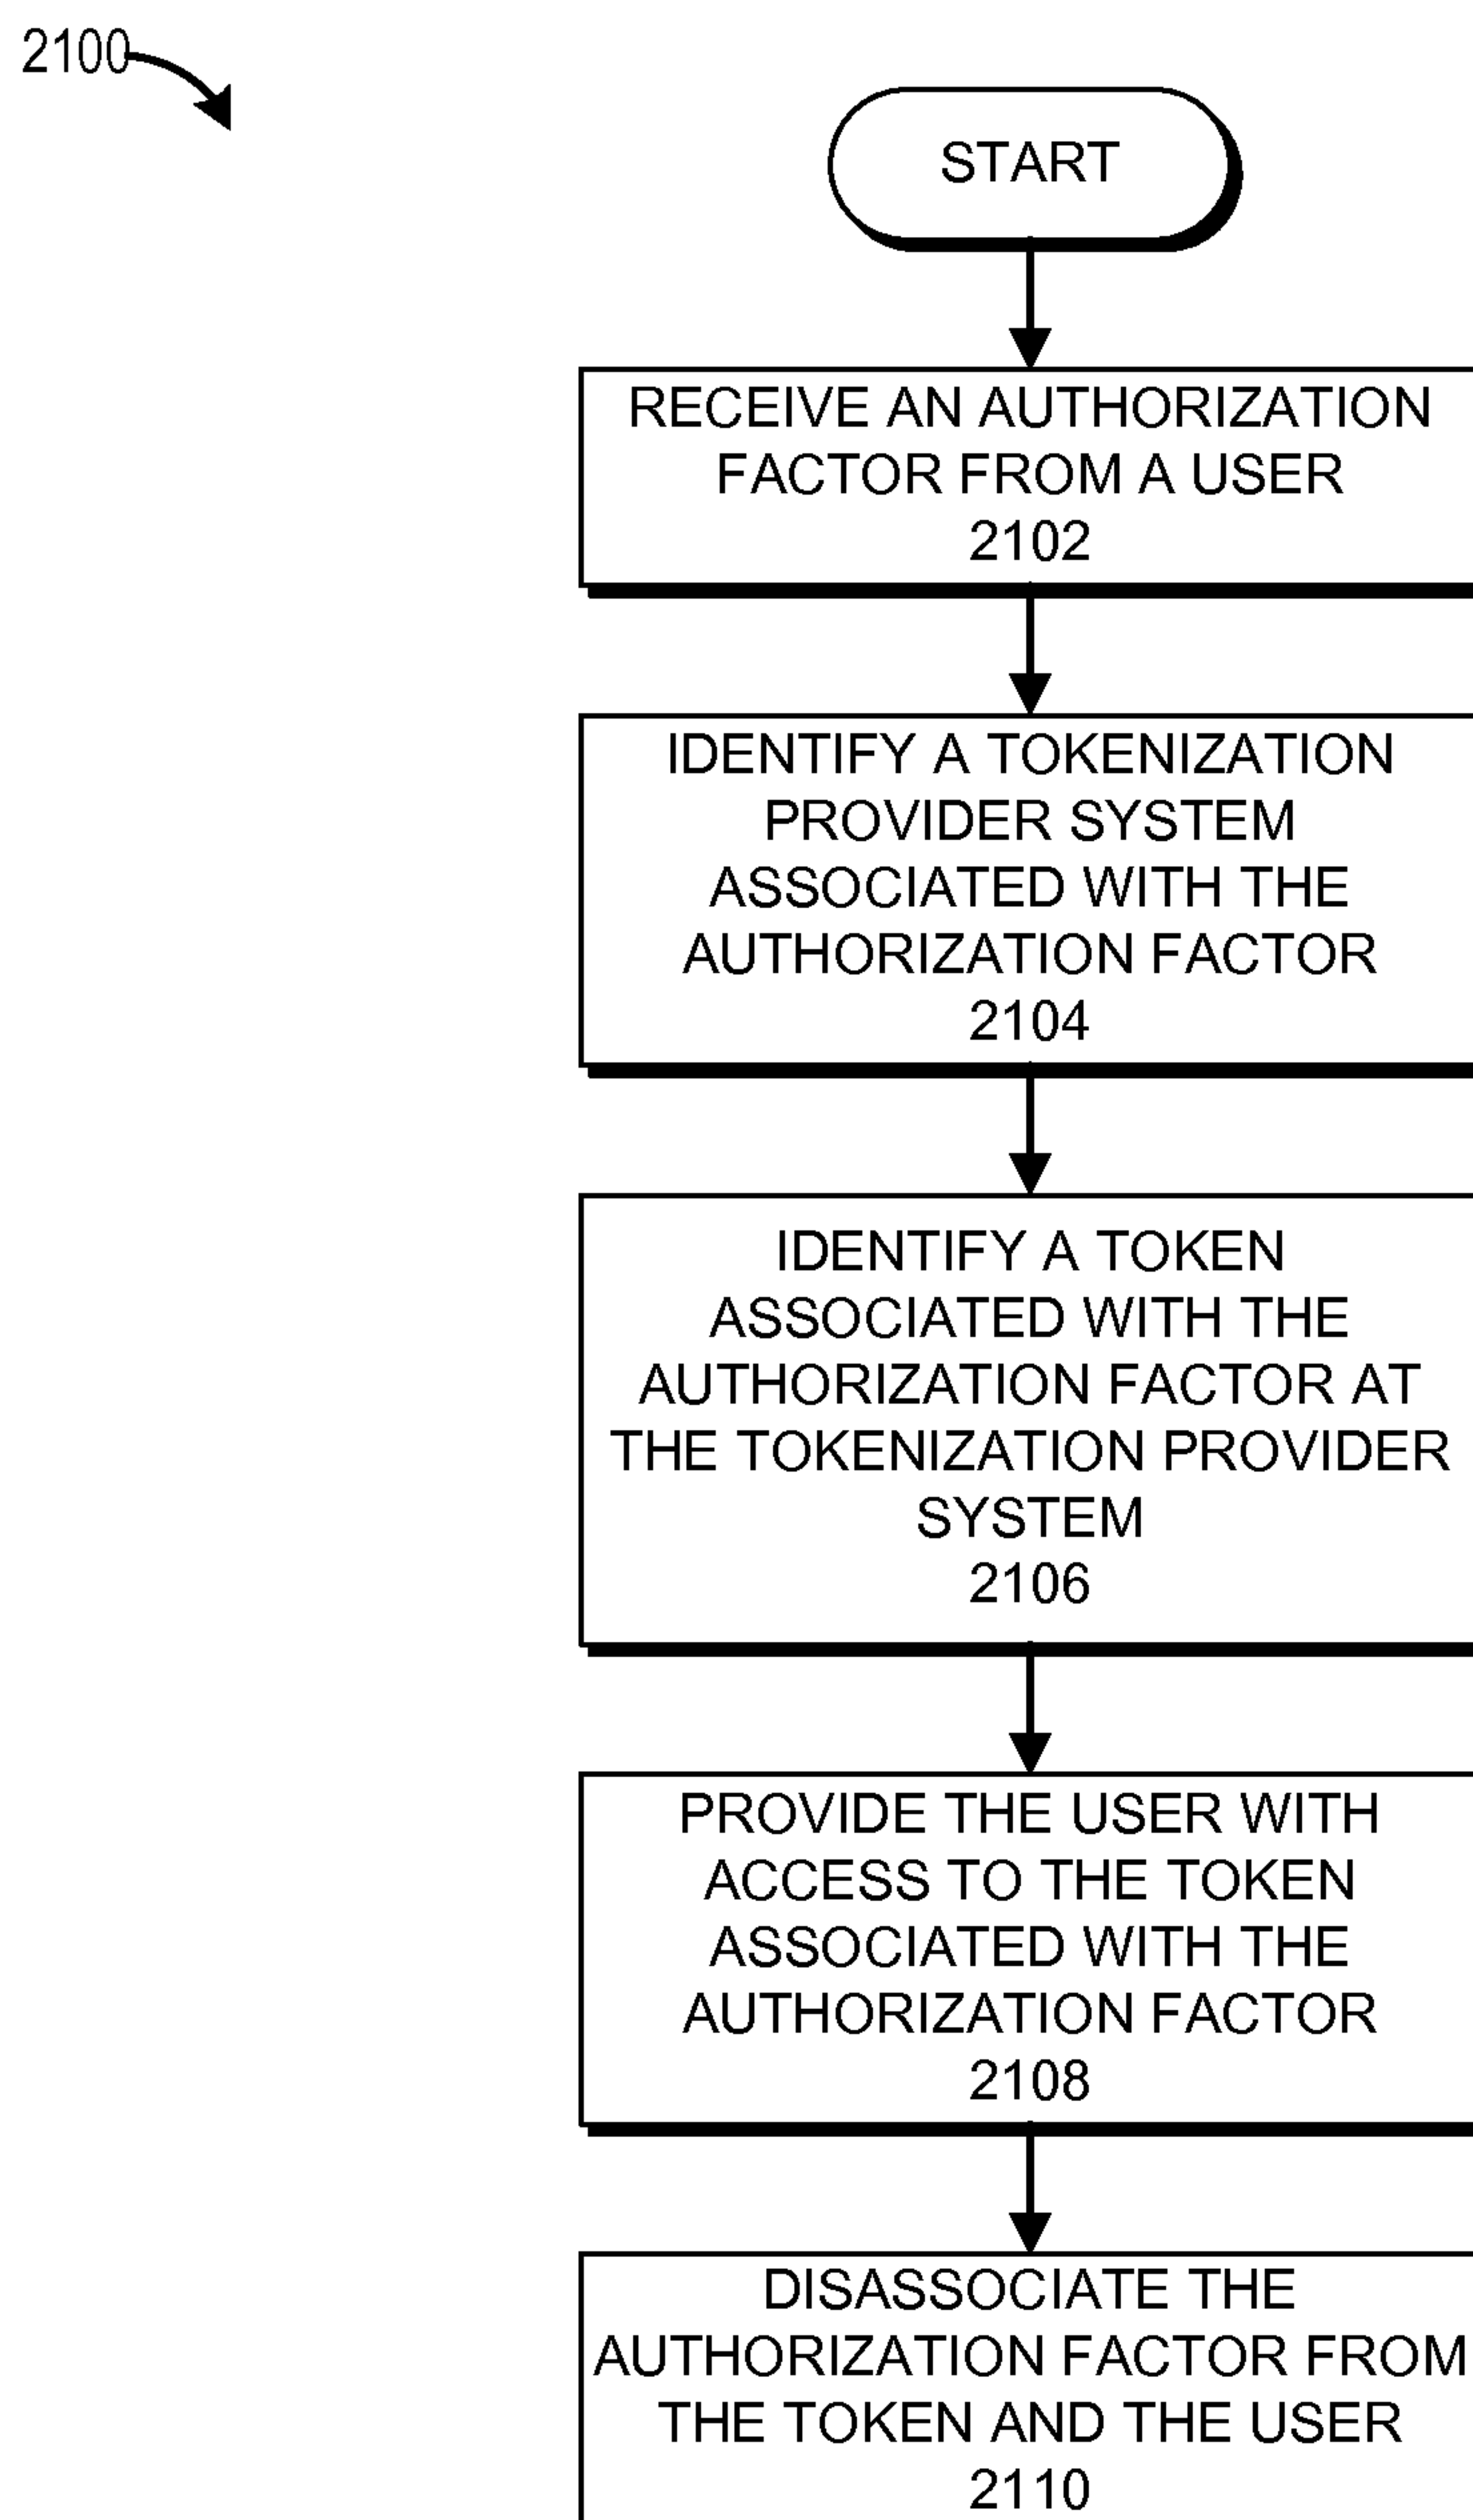 2100
START
RECEIVE AN AUTHORIZATION
FACTOR FROM A USER
2102
IDENTIFY A TOKENIZATION
PROVIDER SYSTEM
ASSOCIATED WITH THE
AUTHORIZATION FACTOR
2104
IDENTIFY A TOKEN
ASSOCIATED WITH THE
AUTHORIZATION FACTOR AT
THE TOKENIZATION PROVIDER
SYSTEM
2106
PROVIDE THE USER WITH
ACCESS TO THE TOKEN
ASSOCIATED WITH THE
AUTHORIZATION FACTOR
2108
DISASSOCIATE THE
AUTHORIZATION FACTOR FROM
THE TOKEN AND THE USER
2110